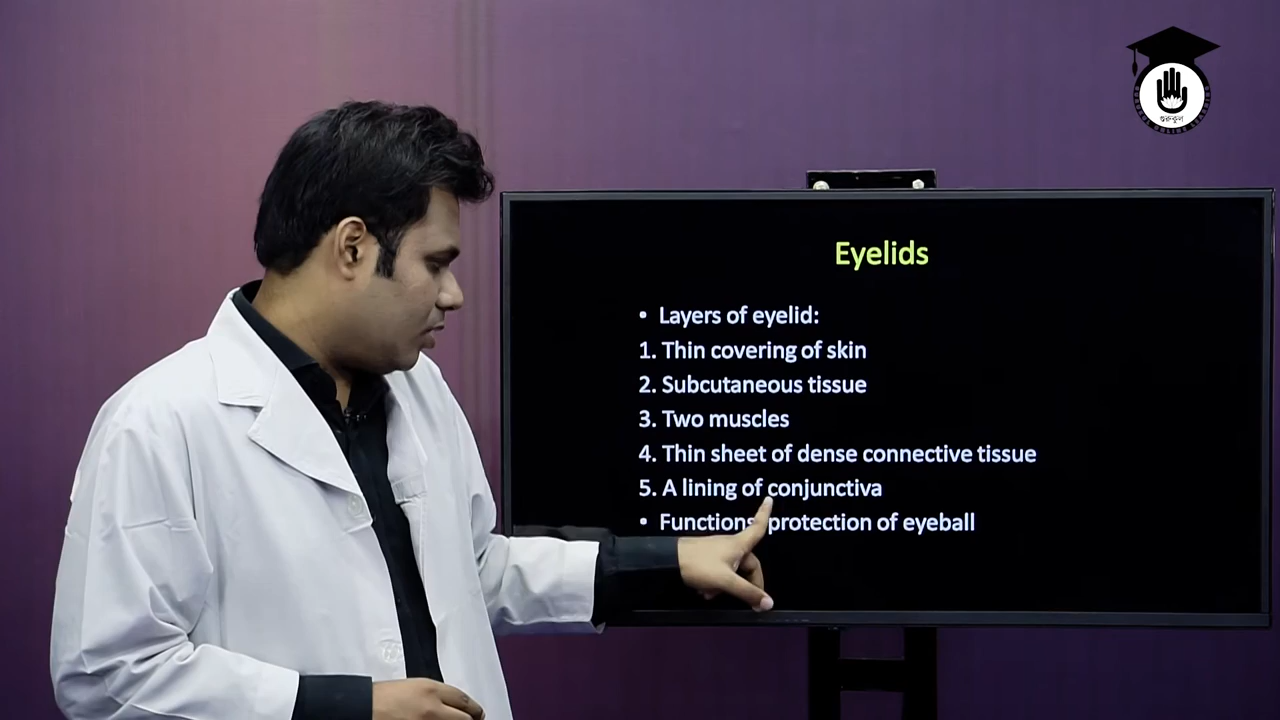 গুরুকুল
Eyelids
• Layers of eyelid:
1. Thin covering of skin
2. Subcutaneous tissue
3. Two muscles
4. Thin sheet of dense connective tissue
5. A lining of conjunctiva
• Functions protection of eyeball